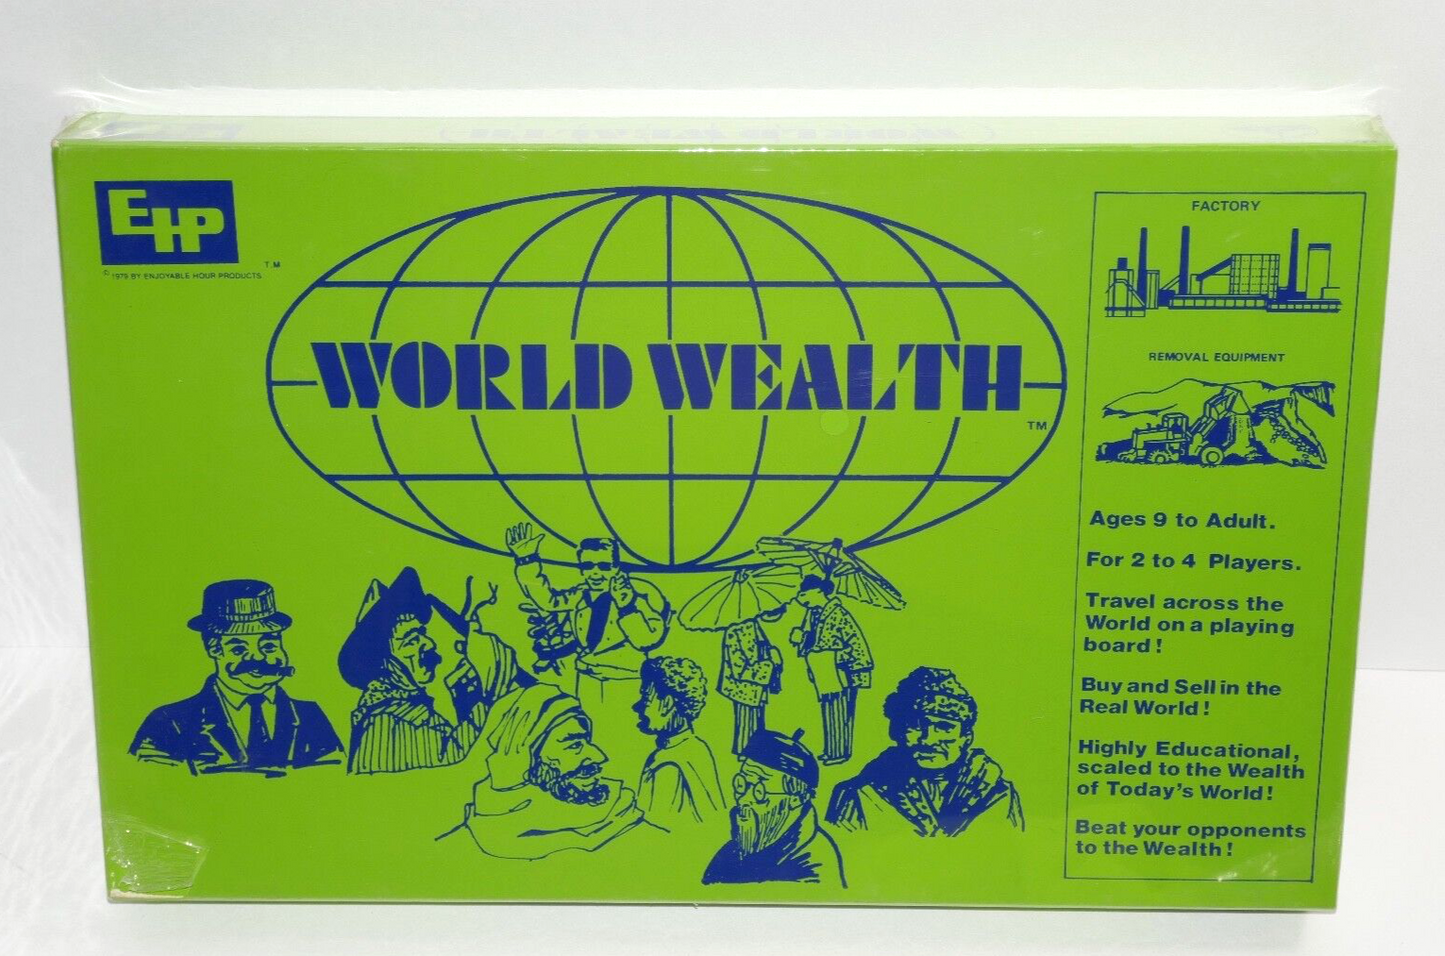 EHP
T.M
© 1979 BY ENJOYABLE HOUR PRODUCTS
WORLD WEALTH
TM
FACTORY
REMOVAL EQUIPMENT
Ages 9 to Adult.
For 2 to 4 Players.
Travel across the
World on a playing
board!
Buy and Sell in the
Real World!
Highly Educational,
scaled to the Wealth
of Today's World!
Beat your opponents
to the Wealth!